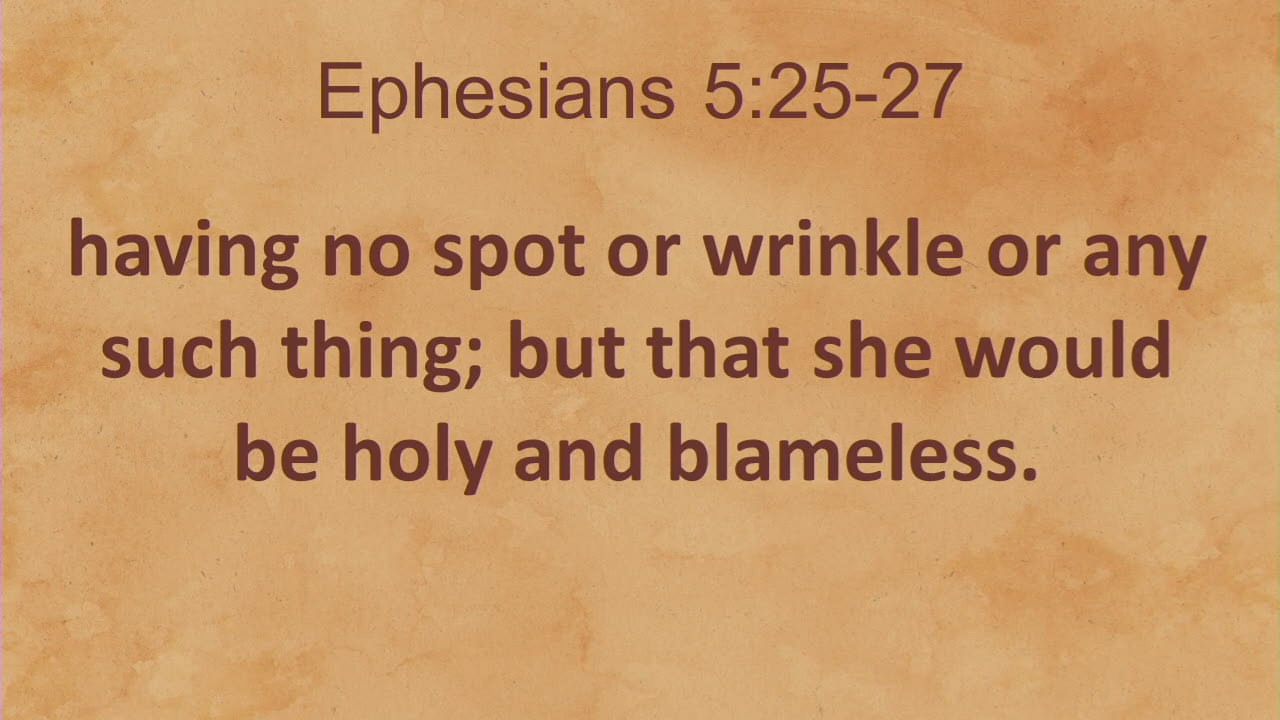 Ephesians 5:25-27
having no spot or wrinkle or any
such thing; but that she would
be holy and blameless.